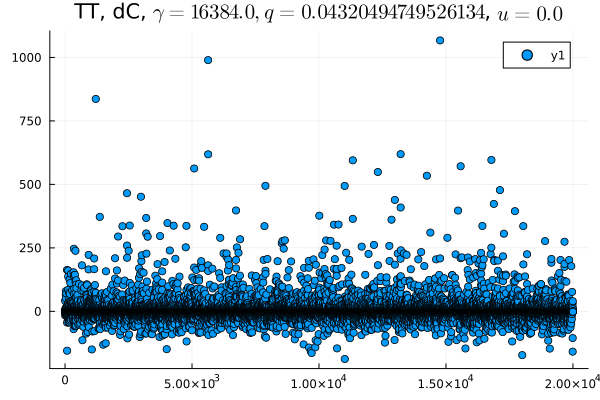 TT, dC, γ = 16384.0, q = 0.04320494749526134, u = 0.0
y1
1000
750
500
250
0
0 5.00×10³ 1.00×10⁴ 1.50×10⁴ 2.00×10⁴